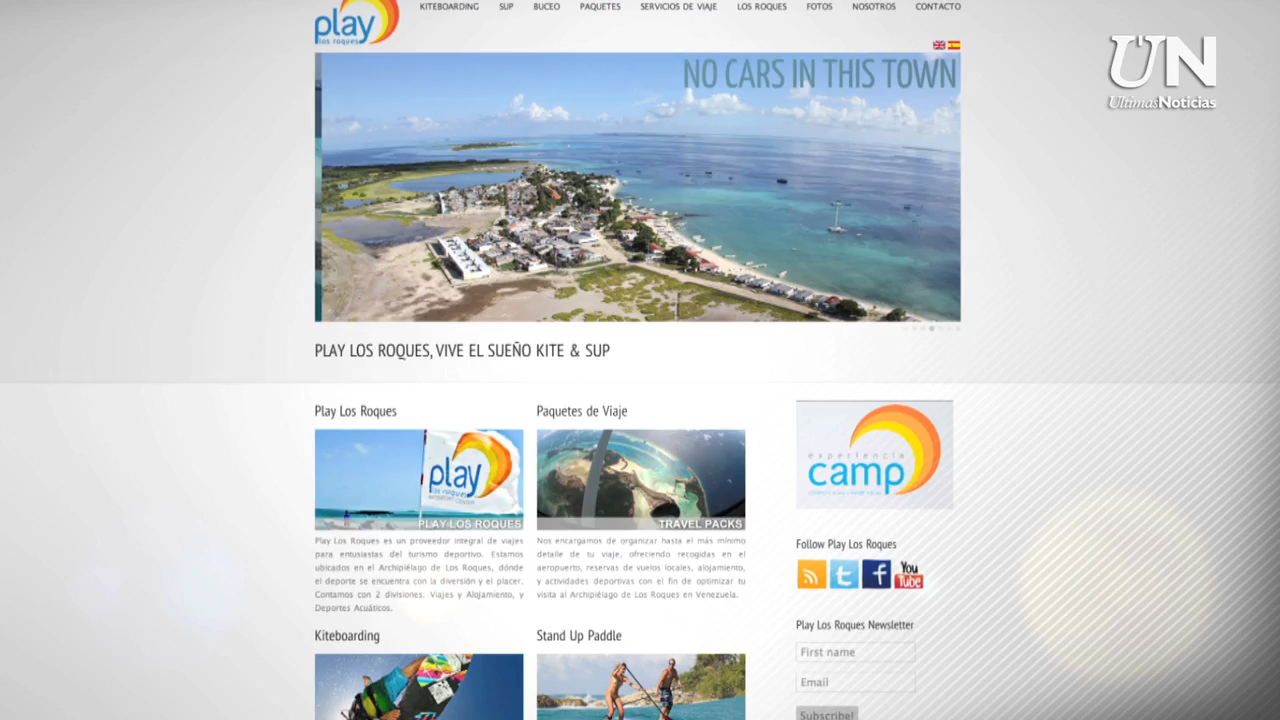 play
los roques
KITEBOARDING SUP BUCEO PAQUETES SERVICIOS DE VIAJE LOS ROQUES FOTOS NOSOTROS CONTACTO
UN
ÚltimasNoticias
NO CARS IN THIS TOWN
PLAY LOS ROQUES, VIVE EL SUEÑO KITE & SUP
Play Los Roques
play
los roques
PLAY LOS ROQUES
Play Los Roques es un proveedor integral de viajes
para entusiastas del turismo deportivo. Estamos
ubicados en el Archipiélago de Los Roques, dónde
el deporte se encuentra con la diversión y el placer.
Contamos con 2 divisiones: Viajes y Alojamiento, y
Deportes Acuáticos.
Paquetes de Viaje
TRAVEL PACKS
Nos encargamos de organizar hasta el más mínimo
detalle de tu viaje, ofreciendo recogidas en el
aeropuerto, reservas de vuelos locales, alojamiento,
y actividades deportivas con el fin de optimizar tu
visita al Archipiélago de Los Roques en Venezuela.
Kiteboarding
Stand Up Paddle
experiencia
camp
Follow Play Los Roques
You
Tube
Play Los Roques Newsletter
First name
Email
Subscribe!